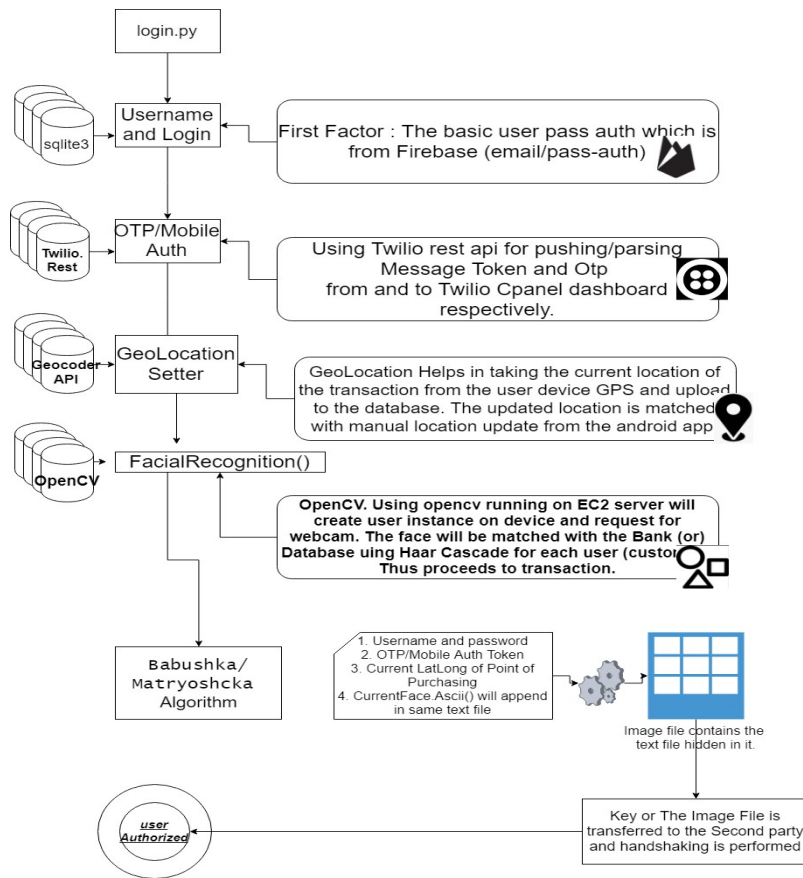 login.py
Username
and Login
sqlite3
First Factor : The basic user pass auth which is
from Firebase (email/pass-auth)
OTP/Mobile
Auth
Twilio.
Rest
Using Twilio rest api for pushing/parsing
Message Token and Otp
from and to Twilio Cpanel dashboard
respectively.
GeoLocation
Setter
Geocoder
API
GeoLocation Helps in taking the current location of
the transaction from the user device GPS and upload
to the database. The updated location is matched
with manual location update from the android app
FacialRecognition()
OpenCV
OpenCV. Using opencv running on EC2 server will
create user instance on device and request for
webcam. The face will be matched with the Bank (or)
Database uing Haar Cascade for each user
Thus proceeds to transaction.
Babushka/
Matryoshcka
Algorithm
1. Username and password
2. OTP/Mobile Auth Token
3. Current LatLong of Point of
Purchasing
4. CurrentFace.Ascii() will append
in same text file
Image file contains the
text file hidden in it.
Key or The Image File is
transferred to the Second party
and handshaking is performed
user
Authorized